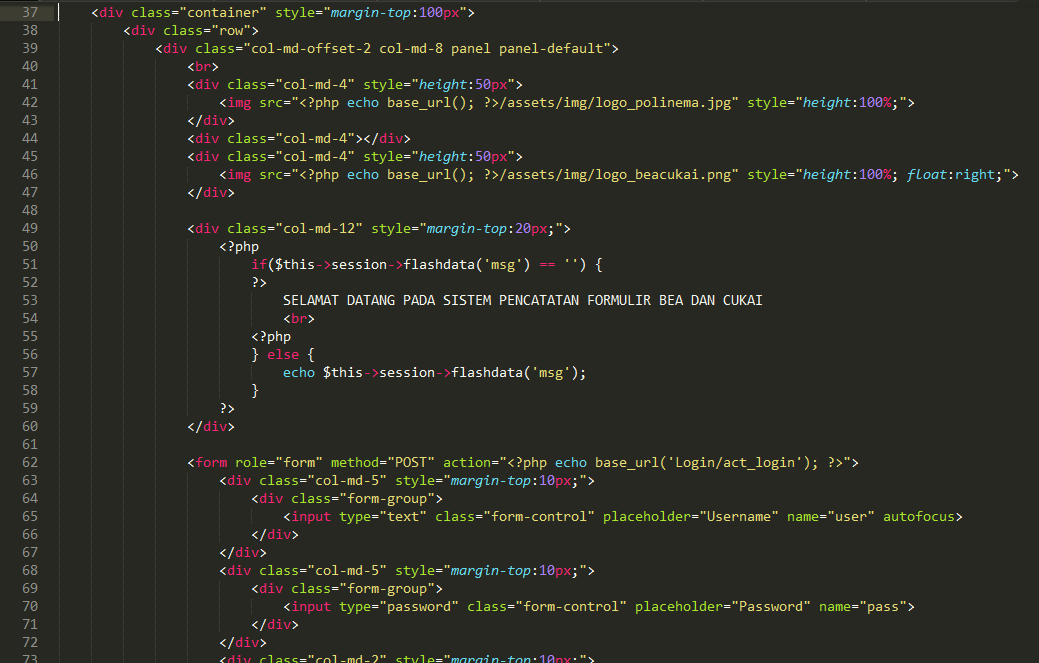 37 <div class="container" style="margin-top:100px">
38 <div class="row">
39 <div class="col-md-offset-2 col-md-8 panel panel-default">
40 <br>
41 <div class="col-md-4" style="height:50px">
42 <img src="<?php echo base_url(); ?>/assets/img/logo_polinema.jpg" style="height:100%;">
43 </div>
44 <div class="col-md-4"></div>
45 <div class="col-md-4" style="height:50px">
46 <img src="<?php echo base_url(); ?>/assets/img/logo_beacukai.png" style="height:100%; float:right;">
47 </div>
48
49 <div class="col-md-12" style="margin-top:20px;">
50 <?php
51 if($this->session->flashdata('msg') == '') {
52 ?>
53 SELAMAT DATANG PADA SISTEM PENCATATAN FORMULIR BEA DAN CUKAI
54 <br>
55 <?php
56 } else {
57 echo $this->session->flashdata('msg');
58 }
59 ?>
60 </div>
61
62 <form role="form" method="POST" action="<?php echo base_url('Login/act_login'); ?>">
63 <div class="col-md-5" style="margin-top:10px;">
64 <div class="form-group">
65 <input type="text" class="form-control" placeholder="Username" name="user" autofocus>
66 </div>
67 </div>
68 <div class="col-md-5" style="margin-top:10px;">
69 <div class="form-group">
70 <input type="password" class="form-control" placeholder="Password" name="pass">
71 </div>
72 </div>
73 <div class="col-md-2" style="margin-top:10px;">